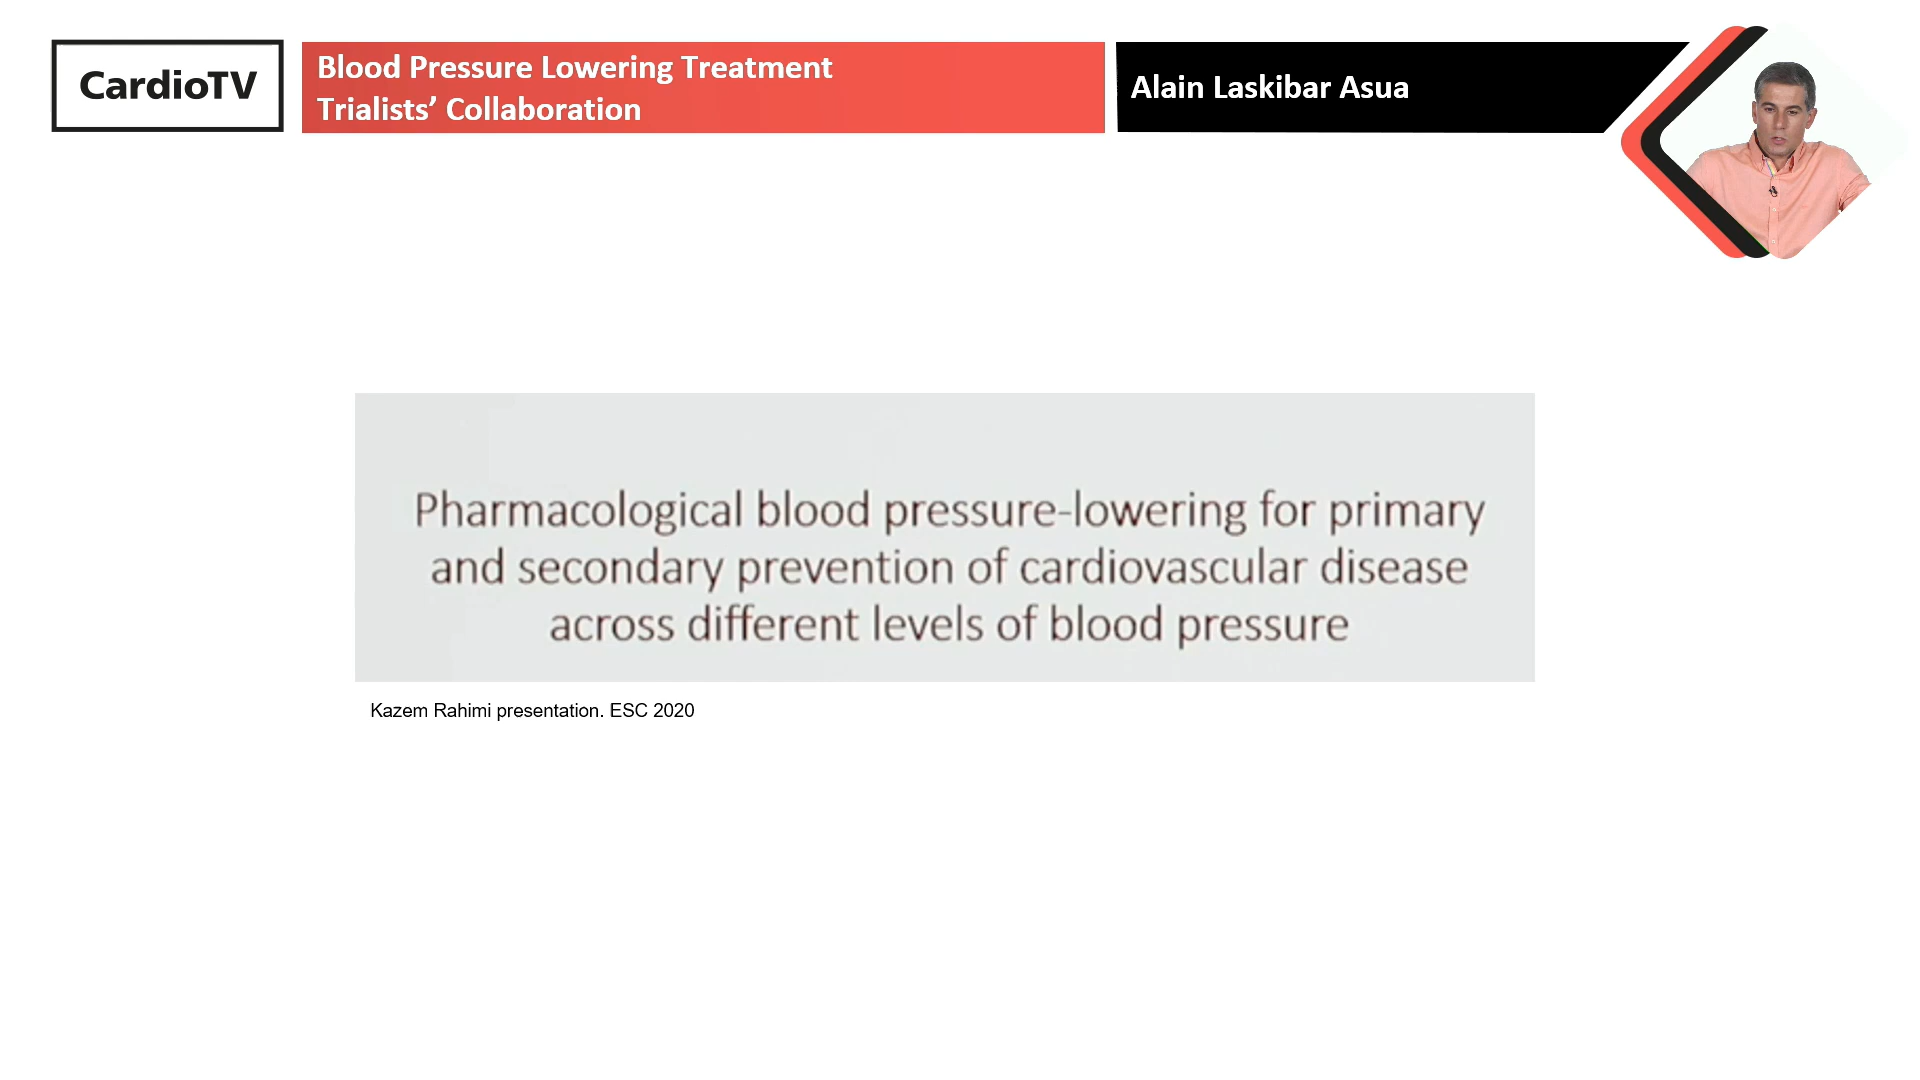 CardioTV
Blood Pressure Lowering Treatment
Trialists’ Collaboration
Alain Laskibar Asua
Pharmacological blood pressure-lowering for primary
and secondary prevention of cardiovascular disease
across different levels of blood pressure
Kazem Rahimi presentation. ESC 2020